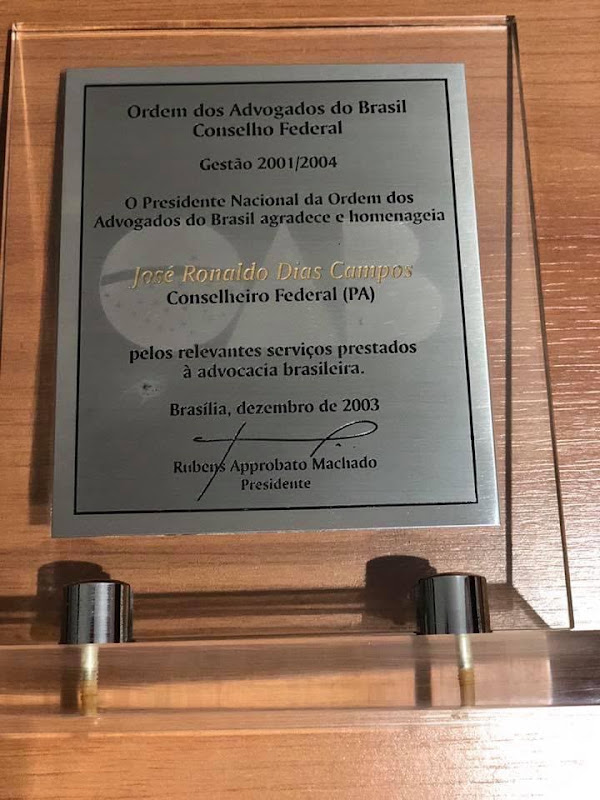 Ordem dos Advogados do Brasil
Conselho Federal
Gestão 2001/2004
O Presidente Nacional da Ordem dos
Advogados do Brasil agradece e homenageia
OAB
José Ronaldo Dias Campos
Conselheiro Federal (PA)
pelos relevantes serviços prestados
à advocacia brasileira.
Brasília, dezembro de 2003
Rubens Approbato Machado
Presidente